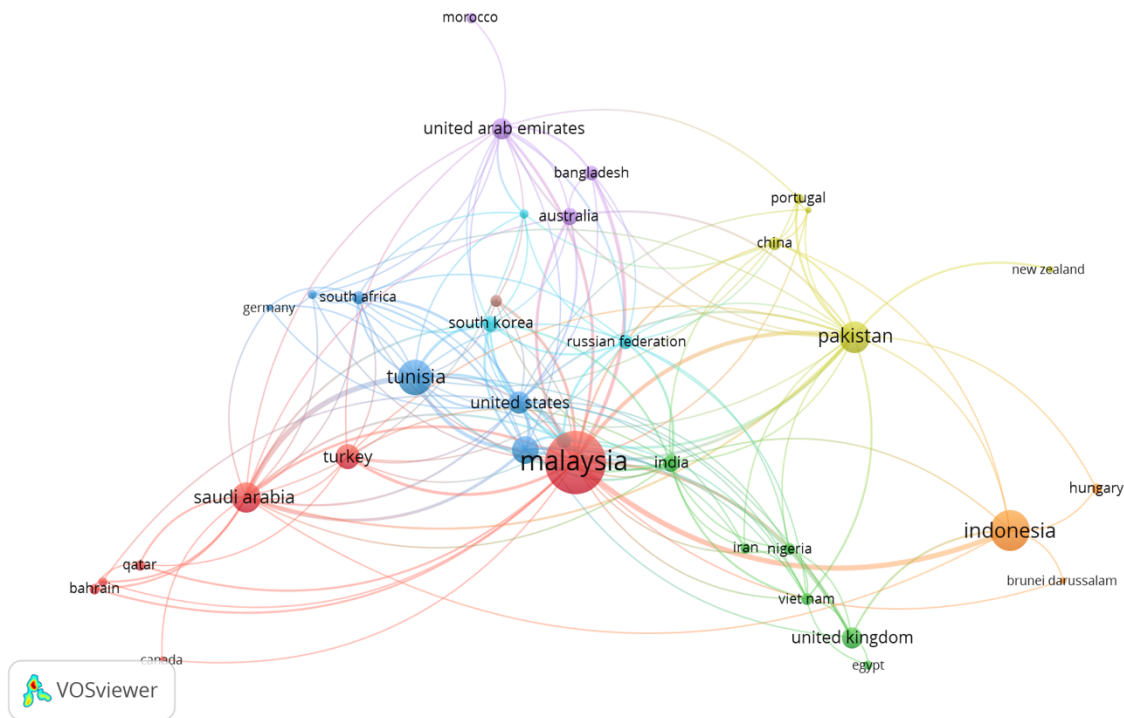 morocco
united arab emirates
bangladesh
portugal
australia
china
new zealand
south africa
germany
south korea
pakistan
russian federation
tunisia
united states
turkey
malaysia
india
saudi arabia
hungary
indonesia
iran
nigeria
qatar
brunei darussalam
bahrain
viet nam
united kingdom
canada
egypt
VOSviewer